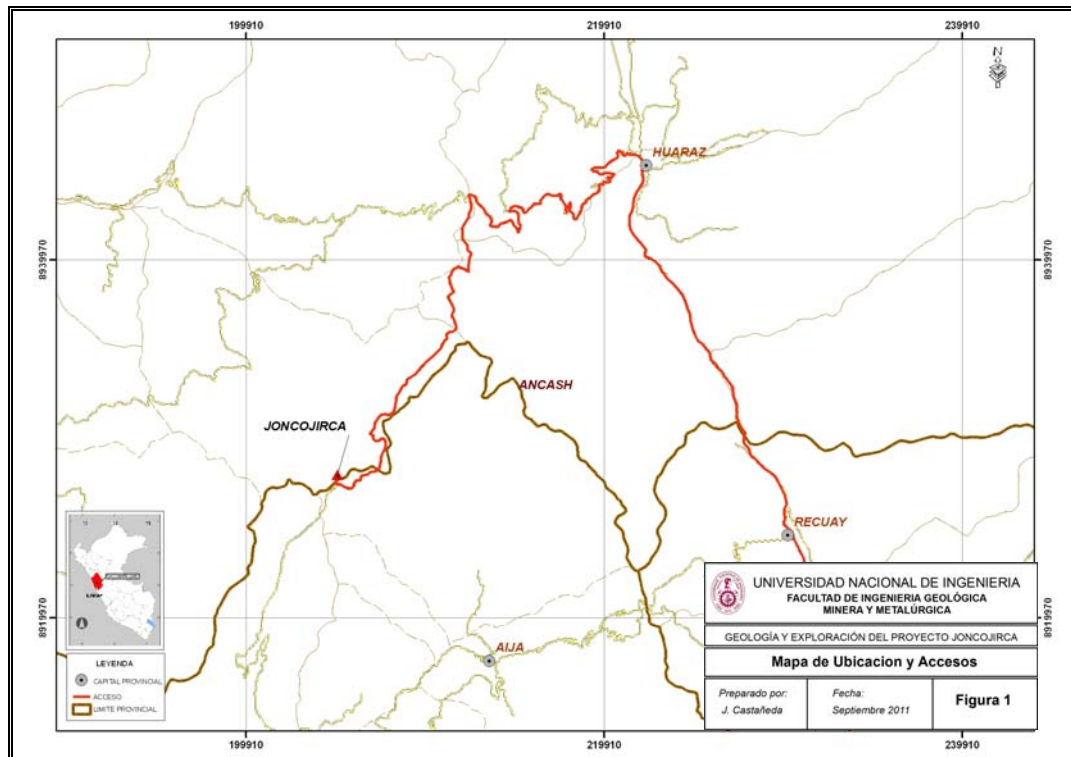 199910
219910
239910
N
HUARAZ
8939970
8939970
ANCASH
JONCOJIRCA
RECUAY
JONCOJIRCA
8919970
8919970
AIJA
LEYENDA
CAPITAL PROVINCIAL
ACCESO
LIMITE PROVINCIAL
UNIVERSIDAD NACIONAL DE INGENIERIA
FACULTAD DE INGENIERIA GEOLÓGICA
MINERA Y METALÚRGICA
GEOLOGÍA Y EXPLORACIÓN DEL PROYECTO JONCOJIRCA
Mapa de Ubicacion y Accesos
Preparado por:
J. Castañeda
Fecha:
Septiembre 2011
Figura 1
199910
219910
239910